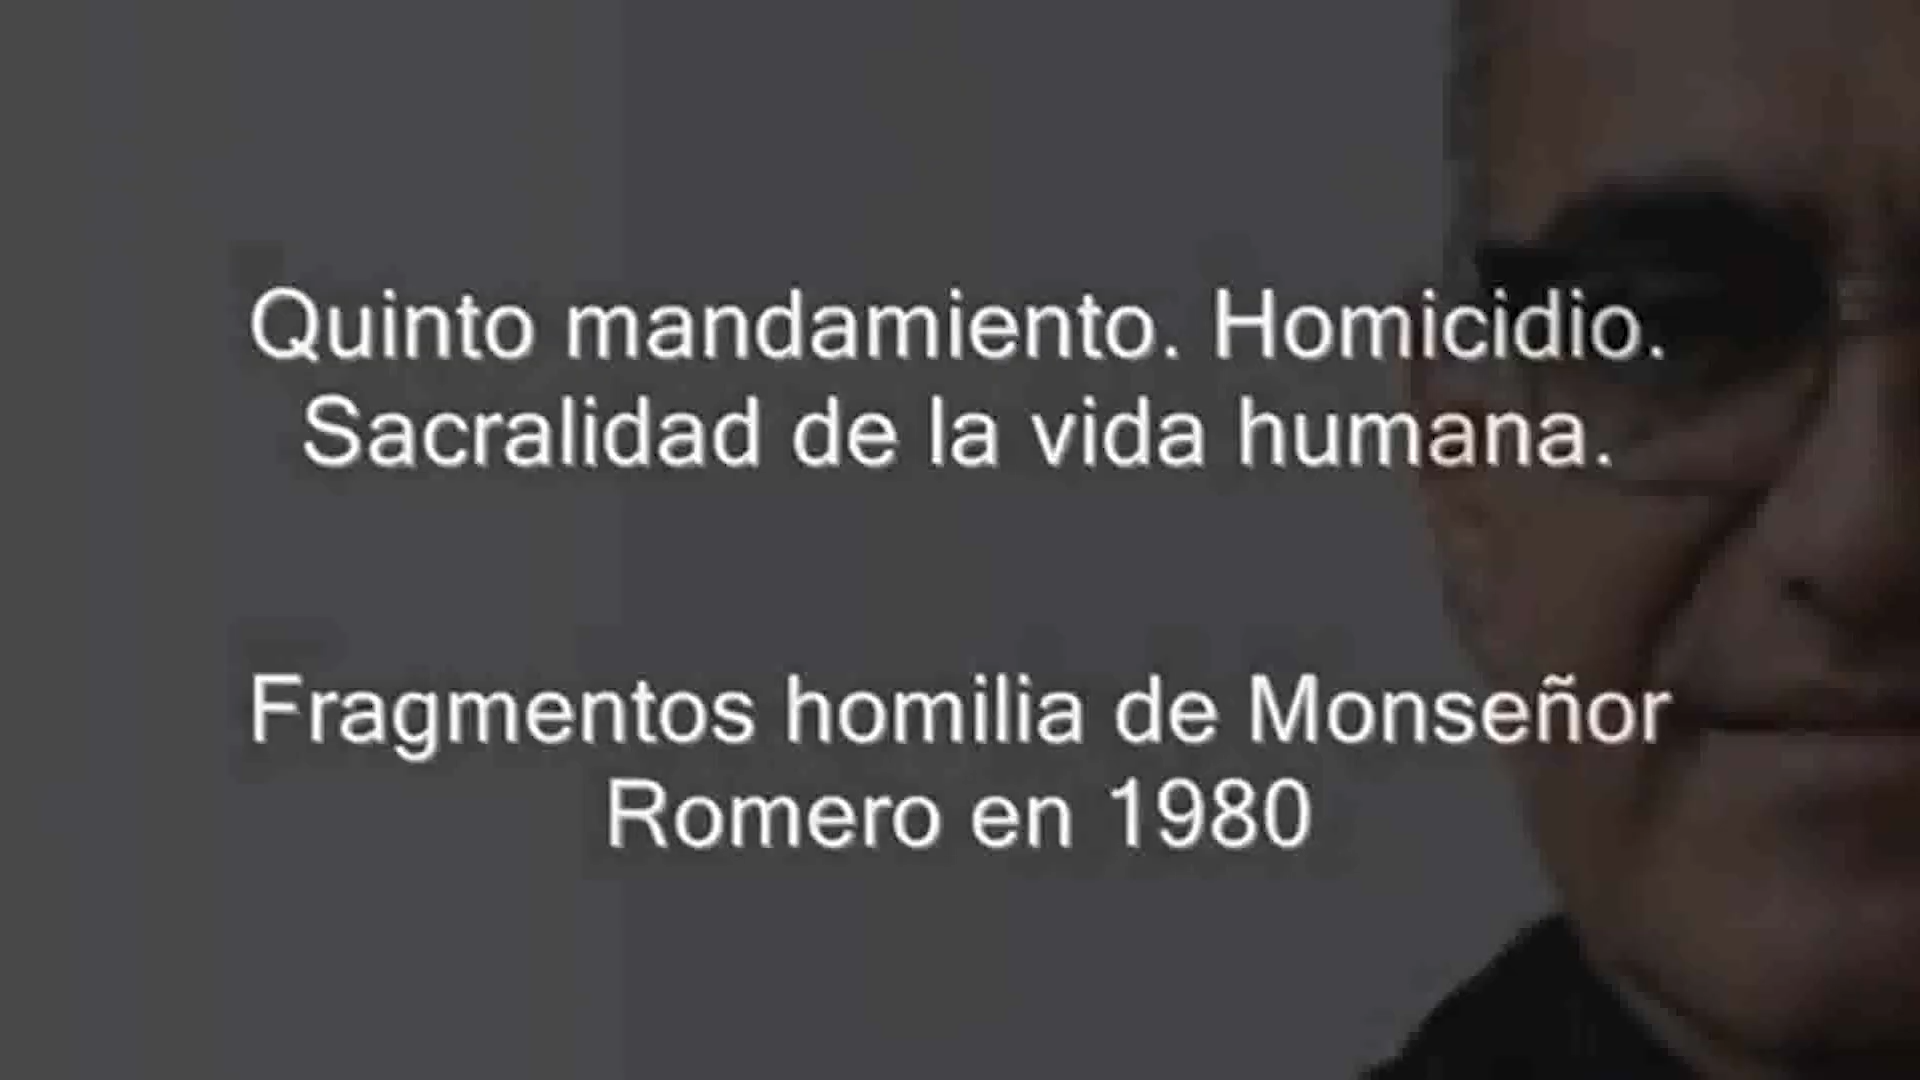 Quinto mandamiento. Homicidio.
Sacralidad de la vida humana.
Fragmentos homilia de Monseñor
Romero en 1980